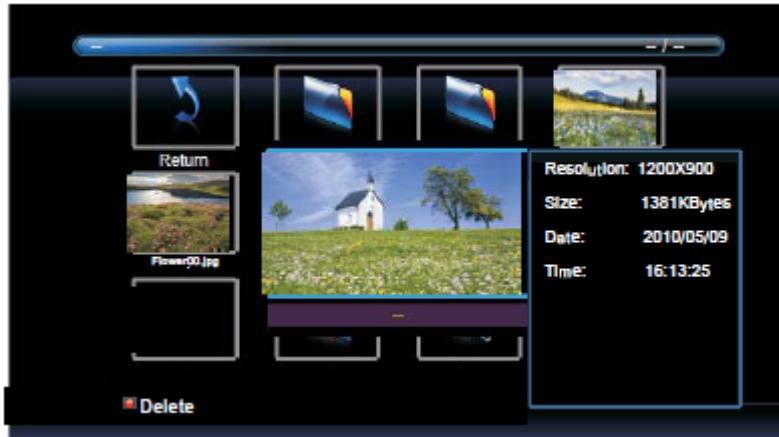 -- -- / --
Return
Resolution: 1200X900
Size: 1381KBytes
Date: 2010/05/09
Time: 16:13:25
Flower00.jpg
--
Delete